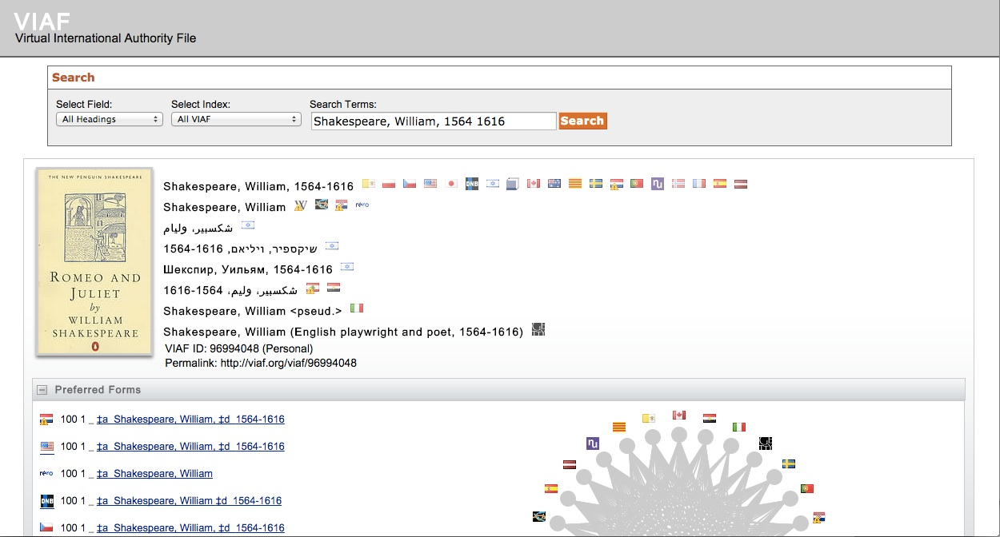 VIAF
Virtual International Authority File
Search
Select Field:
Select Index:
Search Terms:
All Headings
All VIAF
Shakespeare, William, 1564 1616
Search
THE NEW PENGUIN SHAKESPEARE
ROMEO AND
JULIET
by
WILLIAM
SHAKESPEARE
Shakespeare, William, 1564-1616 DNB
Shakespeare, William W rero
شكسبير، وليام
שיקספיר, ויליאם, 1564-1616
Шекспир, Уильям, 1564-1616
شكسبير، وليم، 1564-1616
Shakespeare, William <pseud.>
Shakespeare, William (English playwright and poet, 1564-1616)
VIAF ID: 96994048 (Personal)
Permalink: http://viaf.org/viaf/96994048
Preferred Forms
100 1 _ ‡a Shakespeare, William, ‡d 1564-1616
100 1 _ ‡a Shakespeare, William, ‡d 1564-1616
rero 100 1 _ ‡a Shakespeare, William
DNB 100 1 _ ‡a Shakespeare, William ‡d 1564-1616
100 1 _ ‡a Shakespeare, William, ‡d 1564-1616